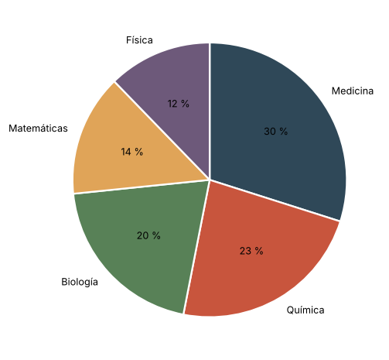 Física
Medicina
12 %
30 %
Matemáticas
14 %
20 %
23 %
Biología
Química